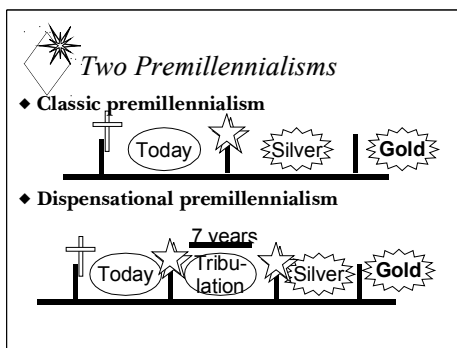 Two Premillennialisms
◆ Classic premillennialism
Today Silver Gold
◆ Dispensational premillennialism
7 years
Today Tribu- Silver Gold
lation